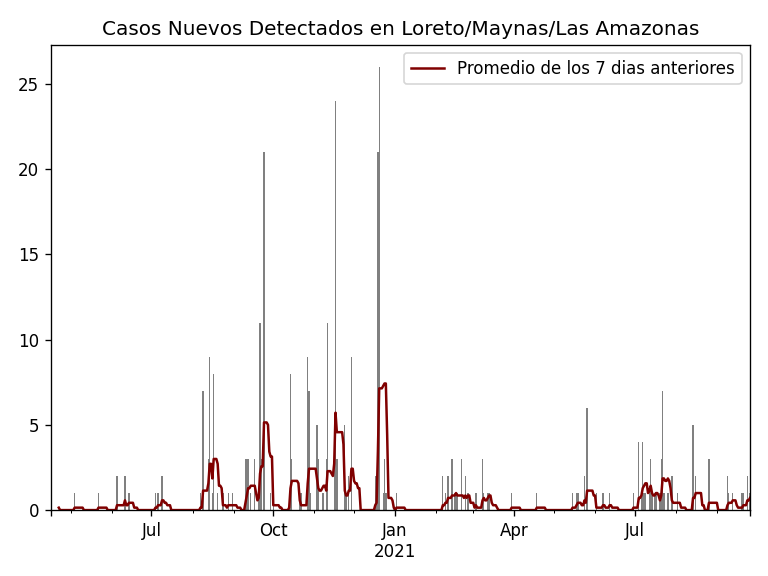 Casos Nuevos Detectados en Loreto/Maynas/Las Amazonas
Promedio de los 7 dias anteriores
25
20
15
10
5
0
Jul Oct Jan Apr Jul
2021